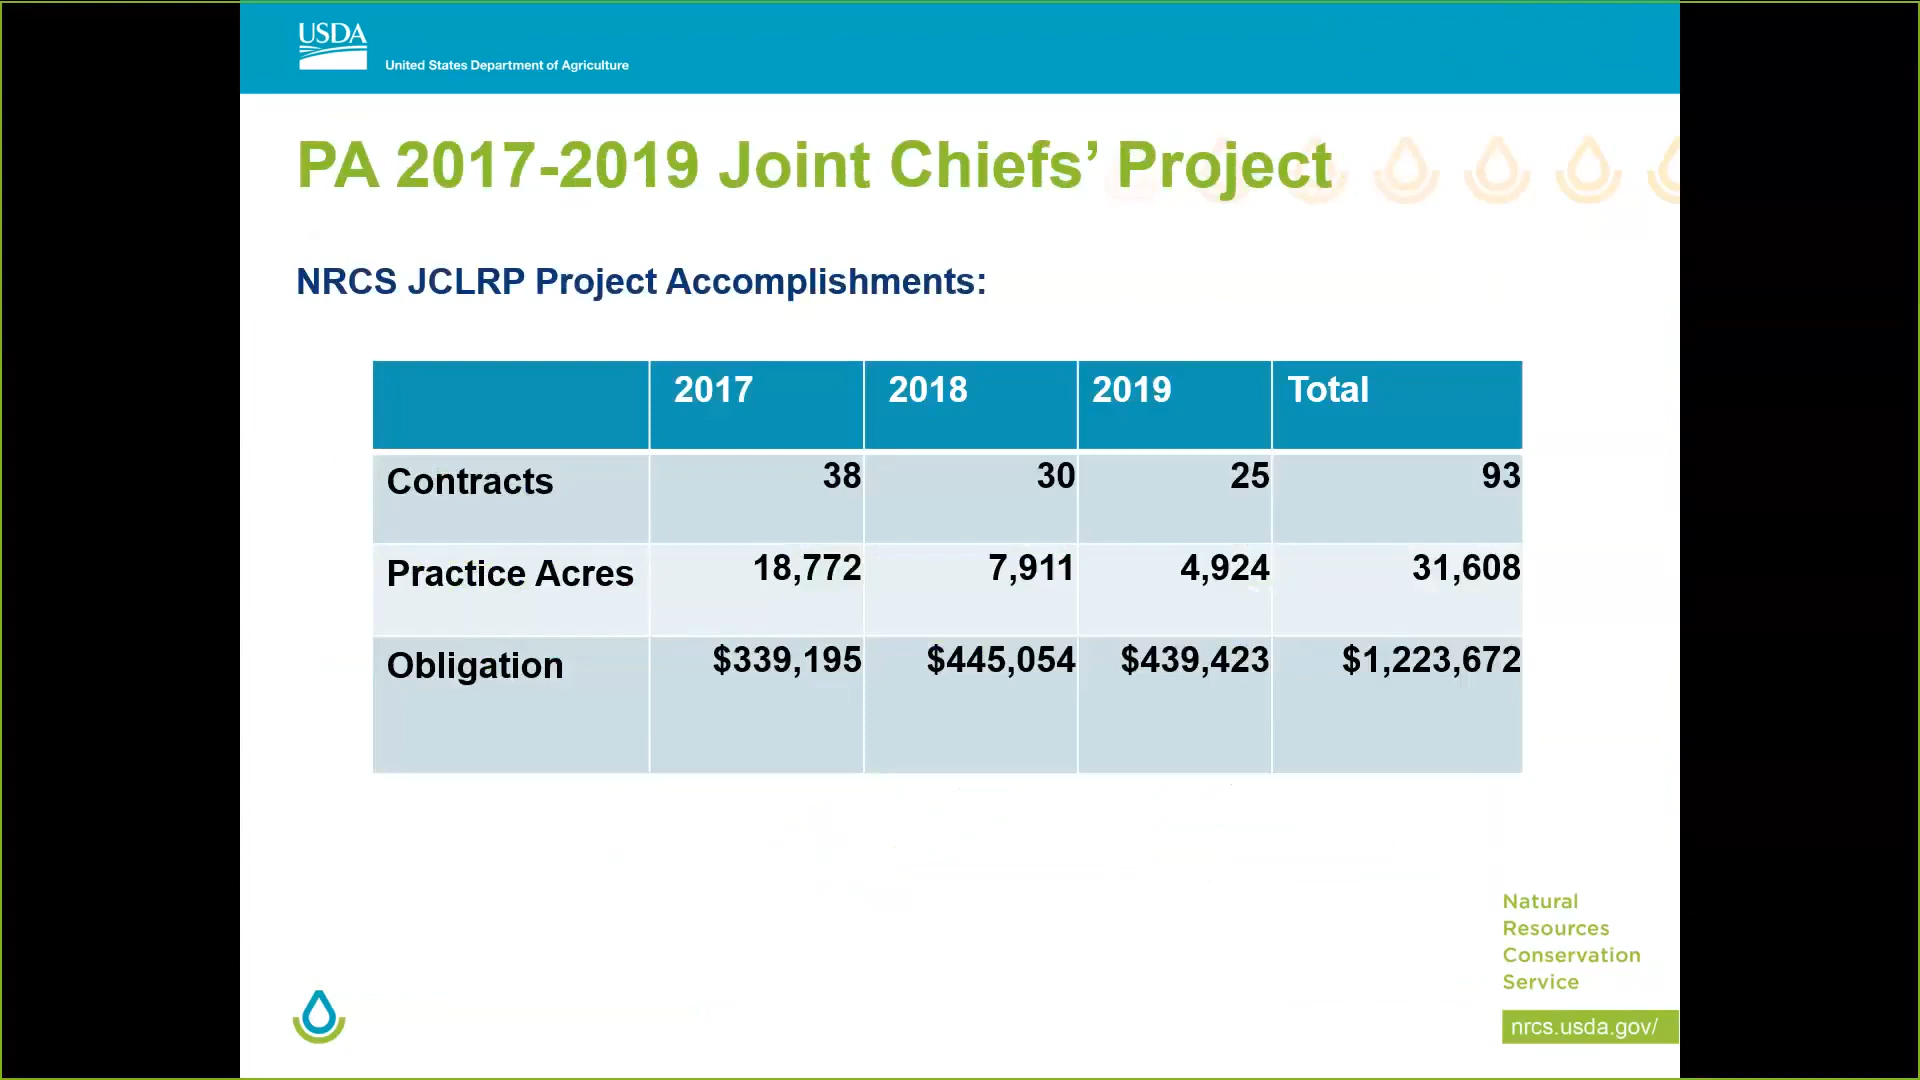 USDA
United States Department of Agriculture
PA 2017-2019 Joint Chiefs’ Project
NRCS JCLRP Project Accomplishments:
2017 2018 2019 Total
Contracts 38 30 25 93
Practice Acres 18,772 7,911 4,924 31,608
Obligation $339,195 $445,054 $439,423 $1,223,672
Natural
Resources
Conservation
Service
nrcs.usda.gov/